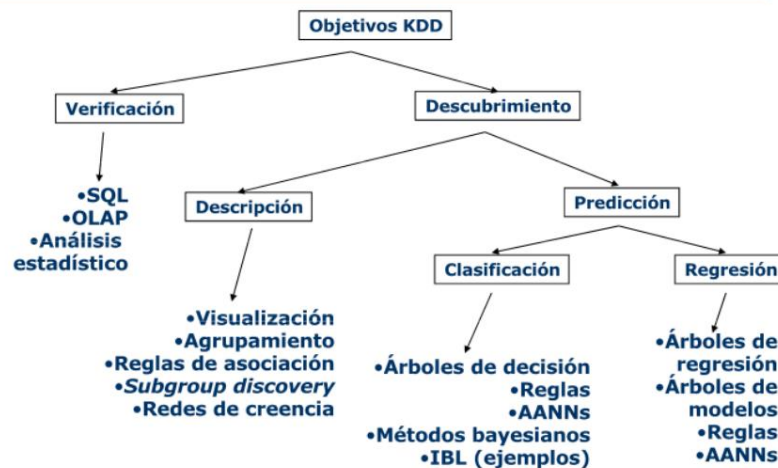 Objetivos KDD
Verificación
Descubrimiento
•SQL
•OLAP
•Análisis
estadístico
Descripción
Predicción
Clasificación
Regresión
•Visualización
•Agrupamiento
•Reglas de asociación
•Subgroup discovery
•Redes de creencia
•Árboles de decisión
•Reglas
•AANNs
•Métodos bayesianos
•IBL (ejemplos)
•Árboles de
regresión
•Árboles de
modelos
•Reglas
•AANNs